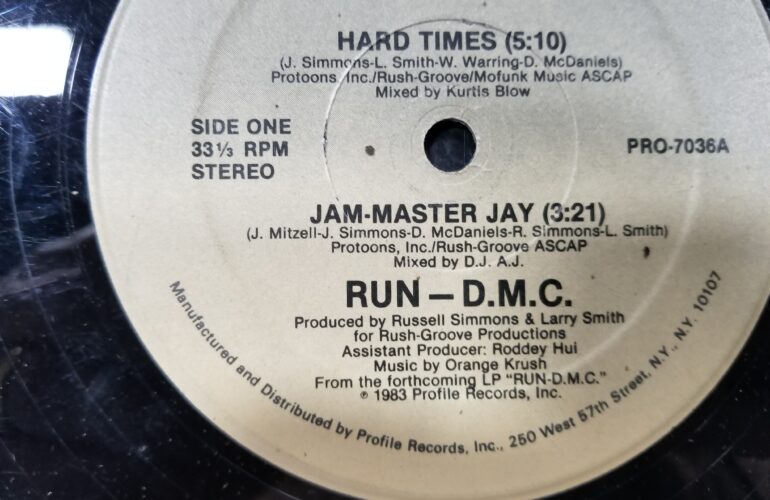 HARD TIMES (5:10)
(J. Simmons-L. Smith-W. Warring-D. McDaniels)
Protoons, Inc./Rush-Groove/Mofunk Music ASCAP
Mixed by Kurtis Blow
SIDE ONE
33⅓ RPM
STEREO
PRO-7036A
JAM-MASTER JAY (3:21)
(J. Mitzell-J. Simmons-D. McDaniels-R. Simmons-L. Smith)
Protoons, Inc./Rush-Groove ASCAP
Mixed by D.J. A.J.
RUN – D.M.C.
Produced by Russell Simmons & Larry Smith
for Rush-Groove Productions
Assistant Producer: Roddey Hui
Music by Orange Krush
From the forthcoming LP "RUN-D.M.C."
℗ 1983 Profile Records, Inc.
Manufactured and Distributed by Profile Records, Inc., 250 West 57th Street, N.Y., N.Y. 10107